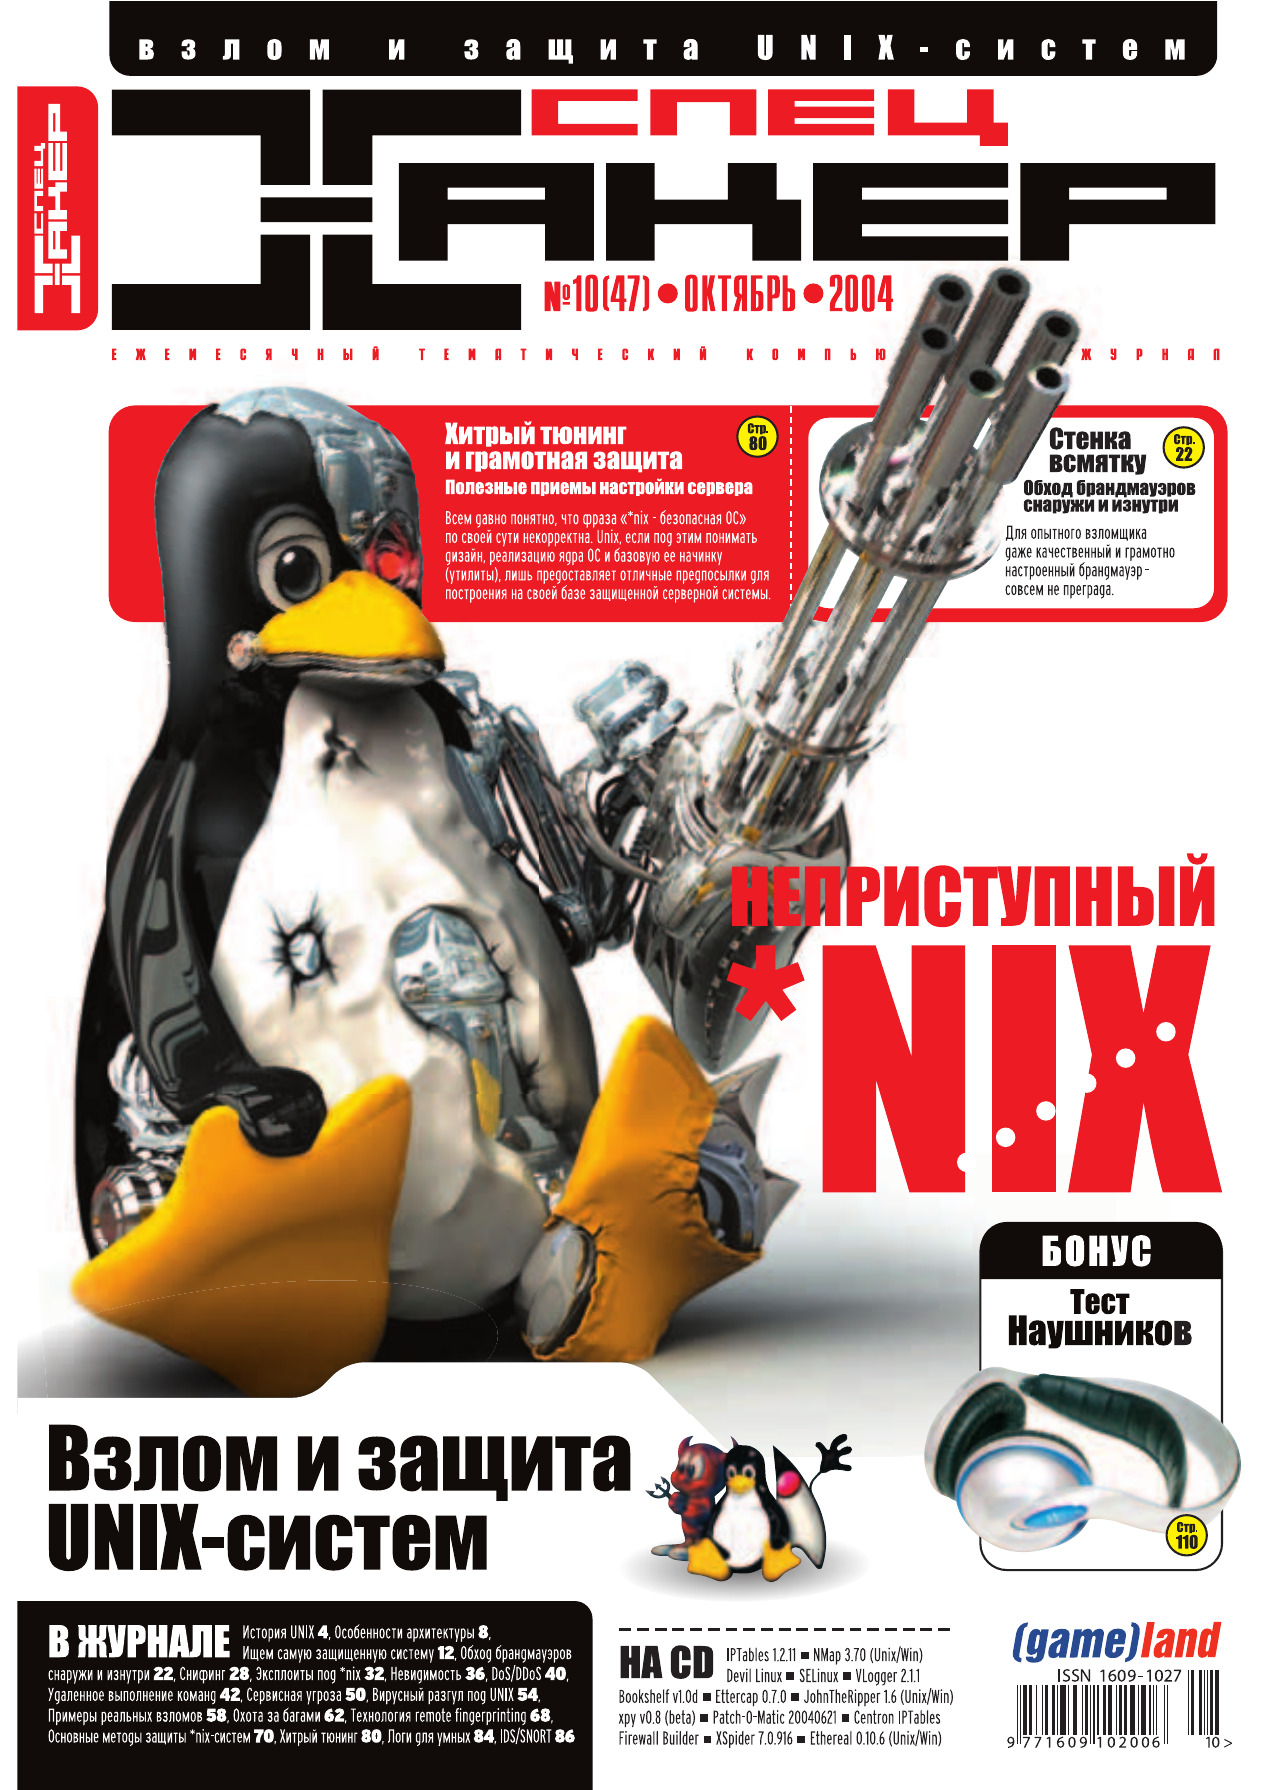 взлом и защита UNIX-систем
СПЕЦ
ХАКЕР
СПЕЦ
ХАКЕР
№10(47)•ОКТЯБРЬ•2004
ЕЖЕМЕСЯЧНЫЙ ТЕМАТИЧЕСКИЙ КОМПЬЮ ЖУРНАЛ
Хитрый тюнинг
и грамотная защита
Полезные приемы настройки сервера
Стр.
80
Всем давно понятно, что фраза «*nix - безопасная ОС»
по своей сути некорректна. Unix, если под этим понимать
дизайн, реализацию ядра ОС и базовую ее начинку
(утилиты), лишь предоставляет отличные предпосылки для
построения на своей базе защищенной серверной системы.
Стенка
всмятку
Стр.
22
Обход брандмауэров
снаружи и изнутри
Для опытного взломщика
даже качественный и грамотно
настроенный брандмауэр -
совсем не преграда.
НЕПРИСТУПНЫЙ
*NIX
БОНУС
Тест
Наушников
Стр.
110
Взлом и защита
UNIX-систем
В ЖУРНАЛЕ История UNIX 4, Особенности архитектуры 8,
Ищем самую защищенную систему 12, Обход брандмауэров
снаружи и изнутри 22, Снифинг 28, Эксплоиты под *nix 32, Невидимость 36, DoS/DDoS 40,
Удаленное выполнение команд 42, Сервисная угроза 50, Вирусный разгул под UNIX 54,
Примеры реальных взломов 58, Охота за багами 62, Технология remote fingerprinting 68,
Основные методы защиты *nix-систем 70, Хитрый тюнинг 80, Логи для умных 84, IDS/SNORT 86
НА CD IPTables 1.2.11 ■ NMap 3.70 (Unix/Win)
Devil Linux ■ SELinux ■ VLogger 2.1.1
Bookshelf v1.0d ■ Ettercap 0.7.0 ■ JohnTheRipper 1.6 (Unix/Win)
xpy v0.8 (beta) ■ Patch-O-Matic 20040621 ■ Centron IPTables
Firewall Builder ■ XSpider 7.0.916 ■ Ethereal 0.10.6 (Unix/Win)
(game)land
ISSN 1609-1027
9 771609 102006 10 >